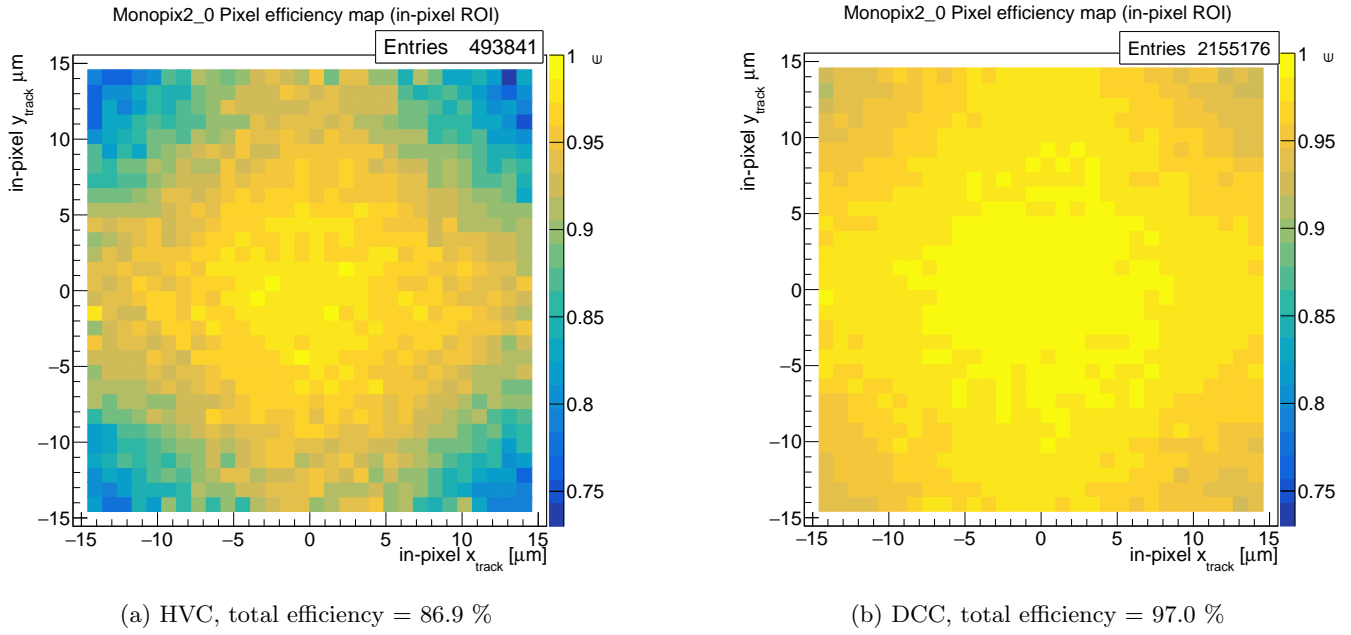 Monopix2_0 Pixel efficiency map (in-pixel ROI)
Entries 493841
in-pixel y_track μm
15
10
5
0
−5
−10
−15
−15 −10 −5 0 5 10 15
in-pixel x_track [μm]
1 ∈
0.95
0.9
0.85
0.8
0.75
(a) HVC, total efficiency = 86.9 %
Monopix2_0 Pixel efficiency map (in-pixel ROI)
Entries 2155176
in-pixel y_track μm
15
10
5
0
−5
−10
−15
−15 −10 −5 0 5 10 15
in-pixel x_track [μm]
1 ∈
0.95
0.9
0.85
0.8
0.75
(b) DCC, total efficiency = 97.0 %